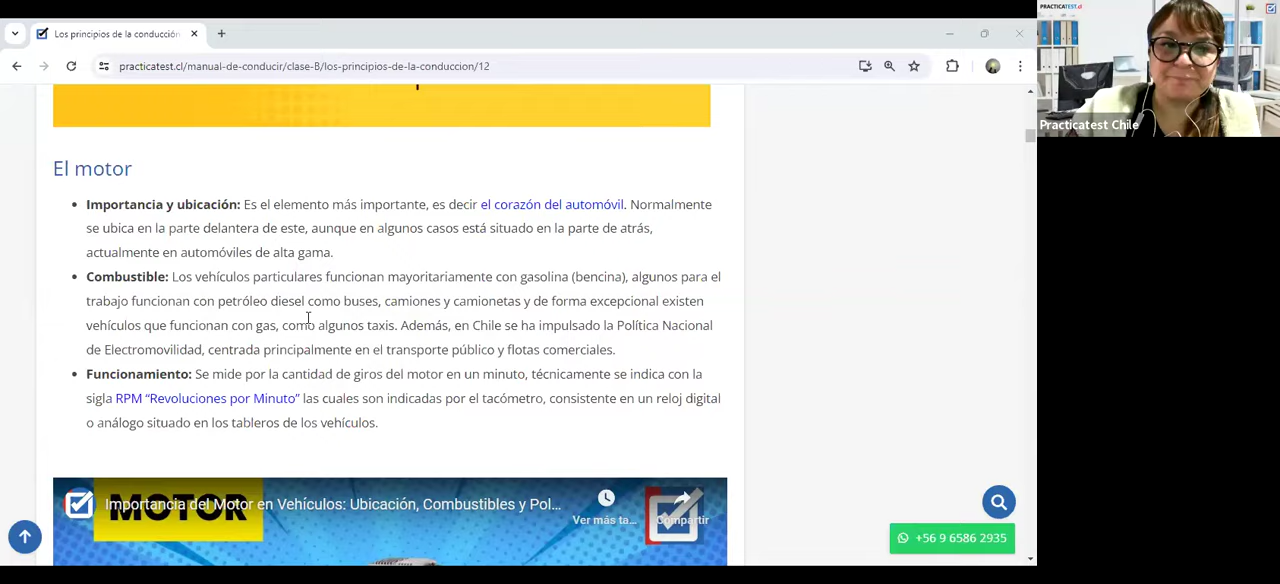 Los principios de la conducción
practicatest.cl/manual-de-conducir/clase-B/los-principios-de-la-conduccion/12
PRACTICATEST.cl
Practicatest Chile
El motor
Importancia y ubicación: Es el elemento más importante, es decir el corazón del automóvil. Normalmente
se ubica en la parte delantera de este, aunque en algunos casos está situado en la parte de atrás,
actualmente en automóviles de alta gama.
Combustible: Los vehículos particulares funcionan mayoritariamente con gasolina (bencina), algunos para el
trabajo funcionan con petróleo diesel como buses, camiones y camionetas y de forma excepcional existen
vehículos que funcionan con gas, como algunos taxis. Además, en Chile se ha impulsado la Política Nacional
de Electromovilidad, centrada principalmente en el transporte público y flotas comerciales.
Funcionamiento: Se mide por la cantidad de giros del motor en un minuto, técnicamente se indica con la
sigla RPM “Revoluciones por Minuto” las cuales son indicadas por el tacómetro, consistente en un reloj digital
o análogo situado en los tableros de los vehículos.
MOTOR
Importancia del Motor en Vehículos: Ubicación, Combustibles y Pol...
Ver más ta...
Compartir
+56 9 6586 2935